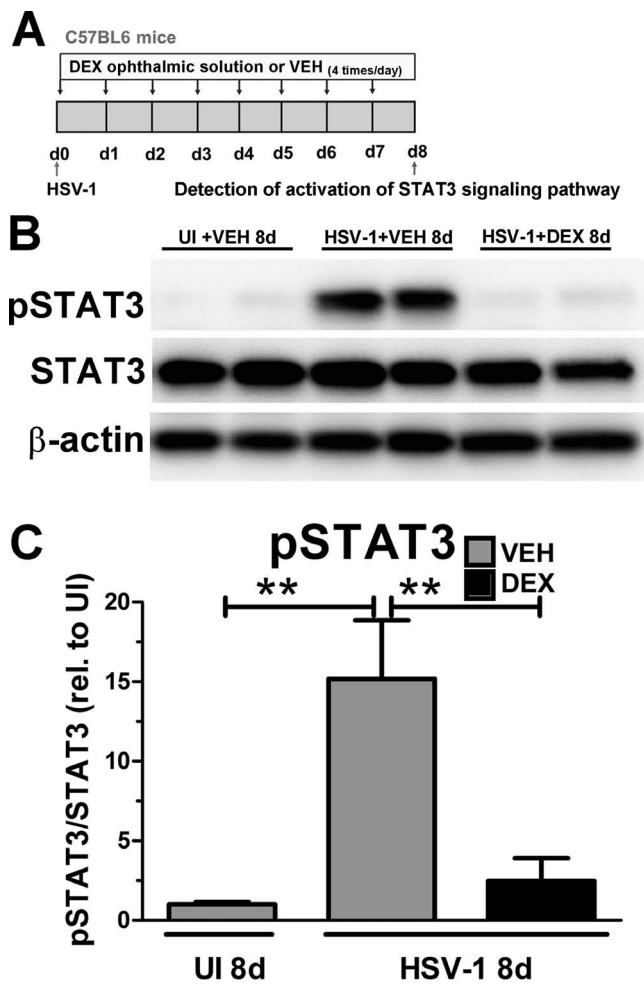 A
C57BL6 mice
DEX ophthalmic solution or VEH (4 times/day)
d0 d1 d2 d3 d4 d5 d6 d7 d8
HSV-1 Detection of activation of STAT3 signaling pathway
B
UI +VEH 8d HSV-1+VEH 8d HSV-1+DEX 8d
pSTAT3
STAT3
β-actin
C
pSTAT3
VEH
DEX
** **
pSTAT3/STAT3 (rel. to UI)
20
15
10
5
0
UI 8d HSV-1 8d